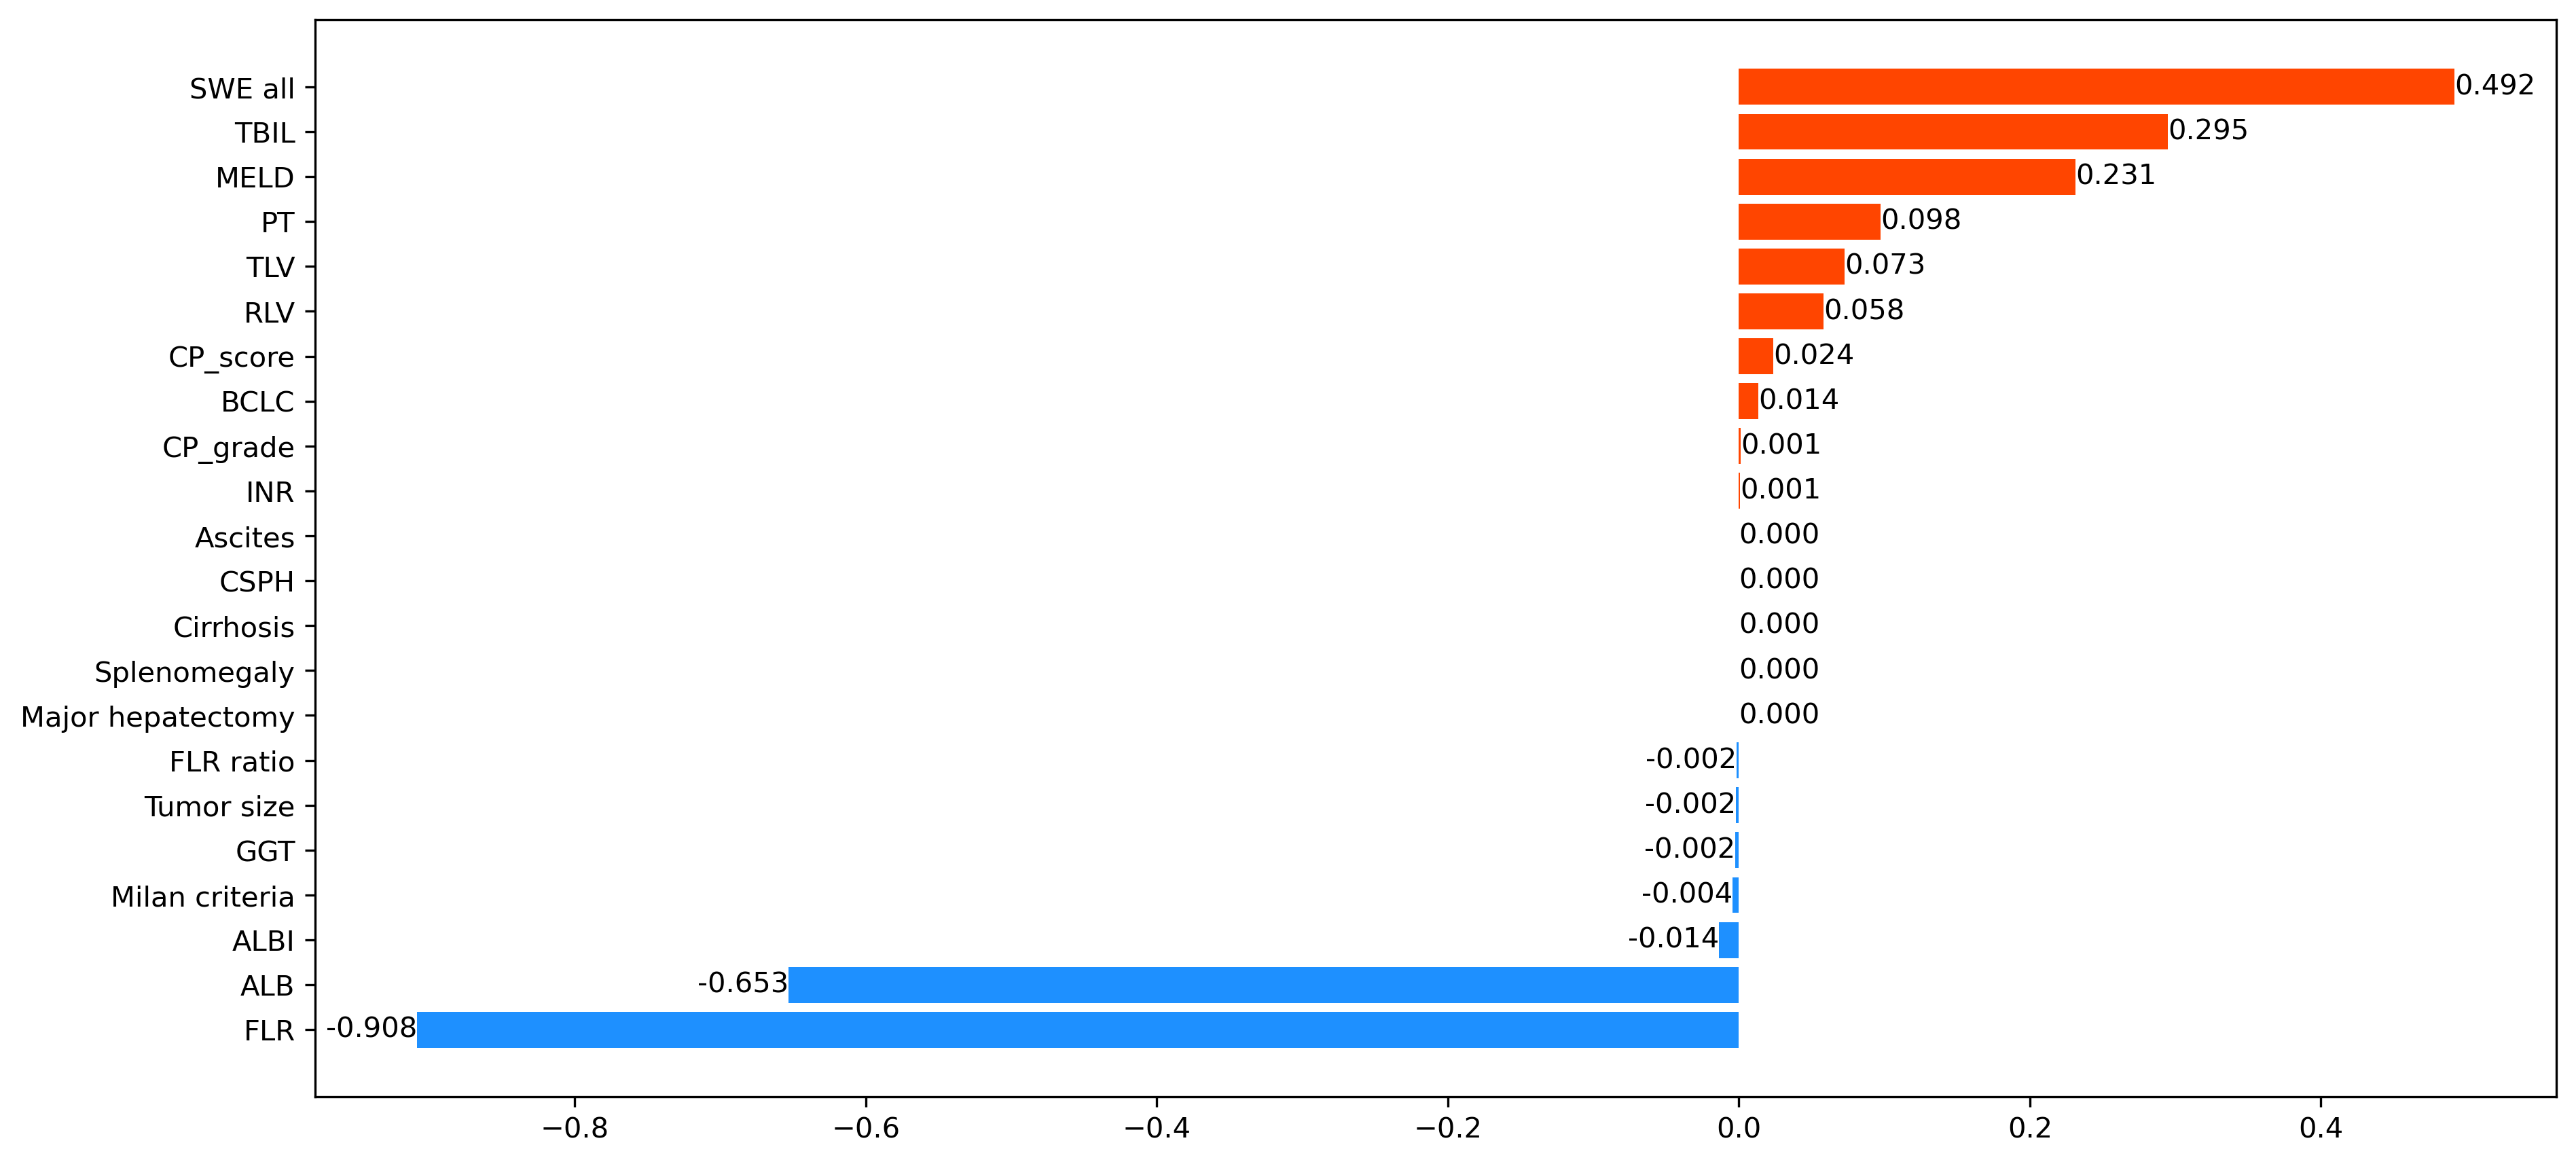 SWE all 0.492
TBIL 0.295
MELD 0.231
PT 0.098
TLV 0.073
RLV 0.058
CP_score 0.024
BCLC 0.014
CP_grade 0.001
INR 0.001
Ascites 0.000
CSPH 0.000
Cirrhosis 0.000
Splenomegaly 0.000
Major hepatectomy 0.000
FLR ratio -0.002
Tumor size -0.002
GGT -0.002
Milan criteria -0.004
ALBI -0.014
ALB -0.653
FLR -0.908
−0.8 −0.6 −0.4 −0.2 0.0 0.2 0.4